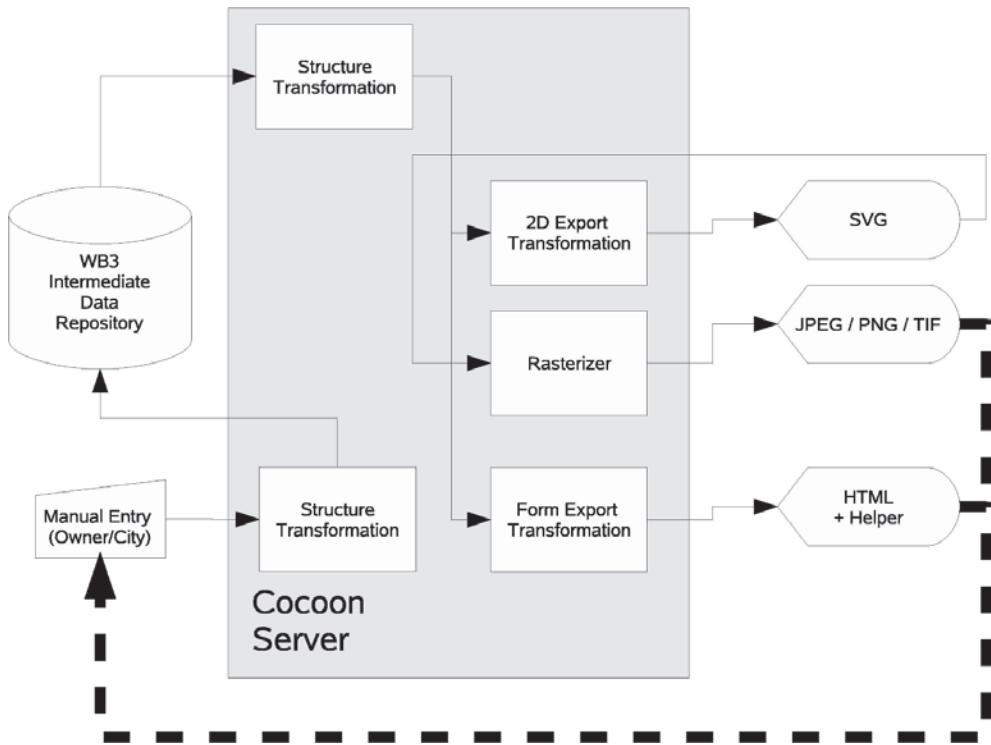 Structure
Transformation
2D Export
Transformation
SVG
WB3
Intermediate
Data
Repository
JPEG / PNG / TIF
Rasterizer
Manual Entry
(Owner/City)
Structure
Transformation
Form Export
Transformation
HTML
+ Helper
Cocoon
Server